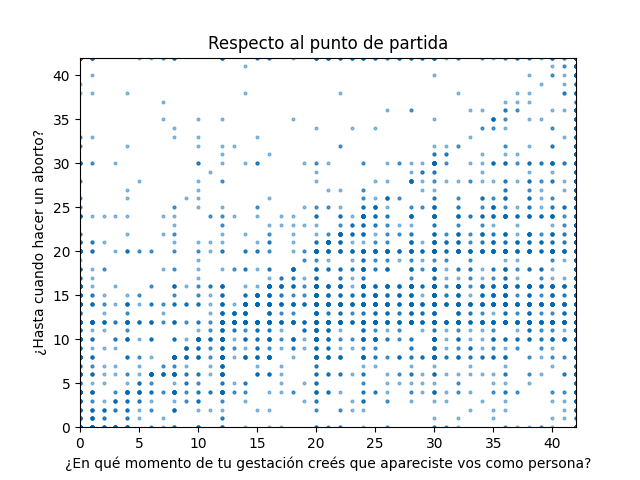 Respecto al punto de partida
¿Hasta cuando hacer un aborto?
40
35
30
25
20
15
10
5
0
0 5 10 15 20 25 30 35 40
¿En qué momento de tu gestación creés que apareciste vos como persona?